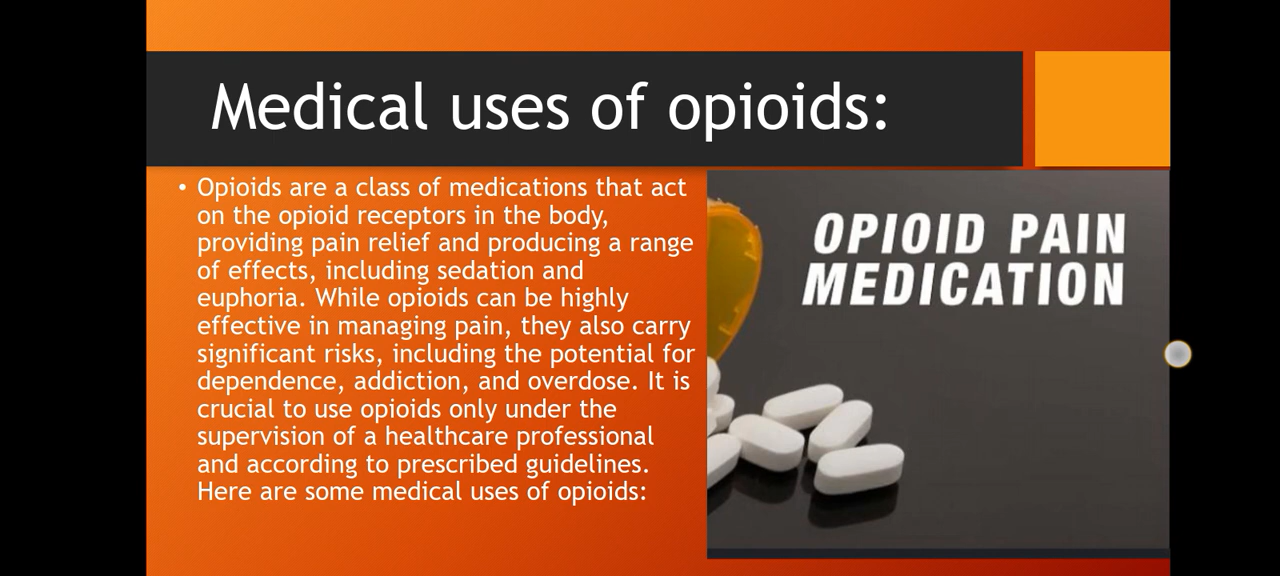 Medical uses of opioids:
• Opioids are a class of medications that act
on the opioid receptors in the body,
providing pain relief and producing a range
of effects, including sedation and
euphoria. While opioids can be highly
effective in managing pain, they also carry
significant risks, including the potential for
dependence, addiction, and overdose. It is
crucial to use opioids only under the
supervision of a healthcare professional
and according to prescribed guidelines.
Here are some medical uses of opioids:
OPIOID PAIN
MEDICATION